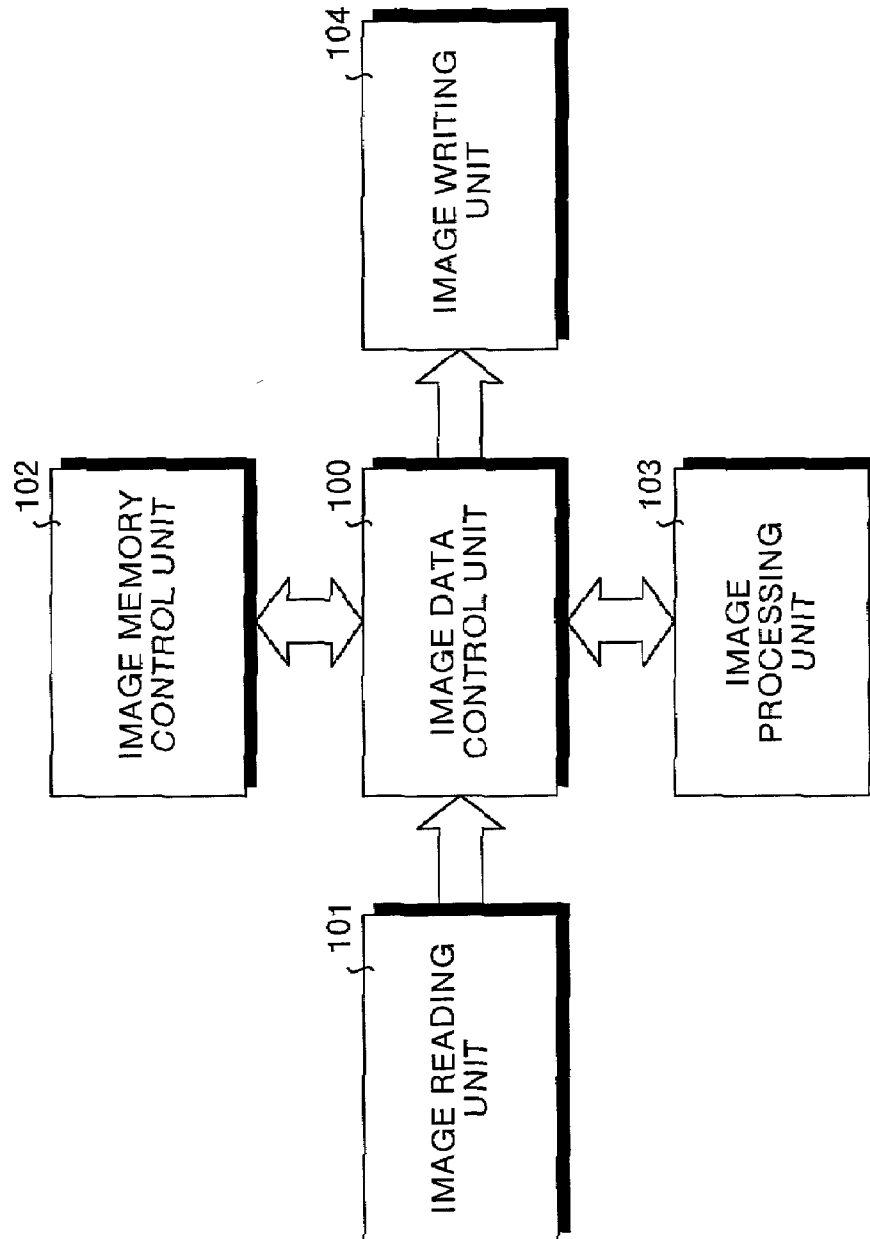 102
IMAGE MEMORY
CONTROL UNIT
101
IMAGE READING
UNIT
100
IMAGE DATA
CONTROL UNIT
104
IMAGE WRITING
UNIT
103
IMAGE
PROCESSING
UNIT